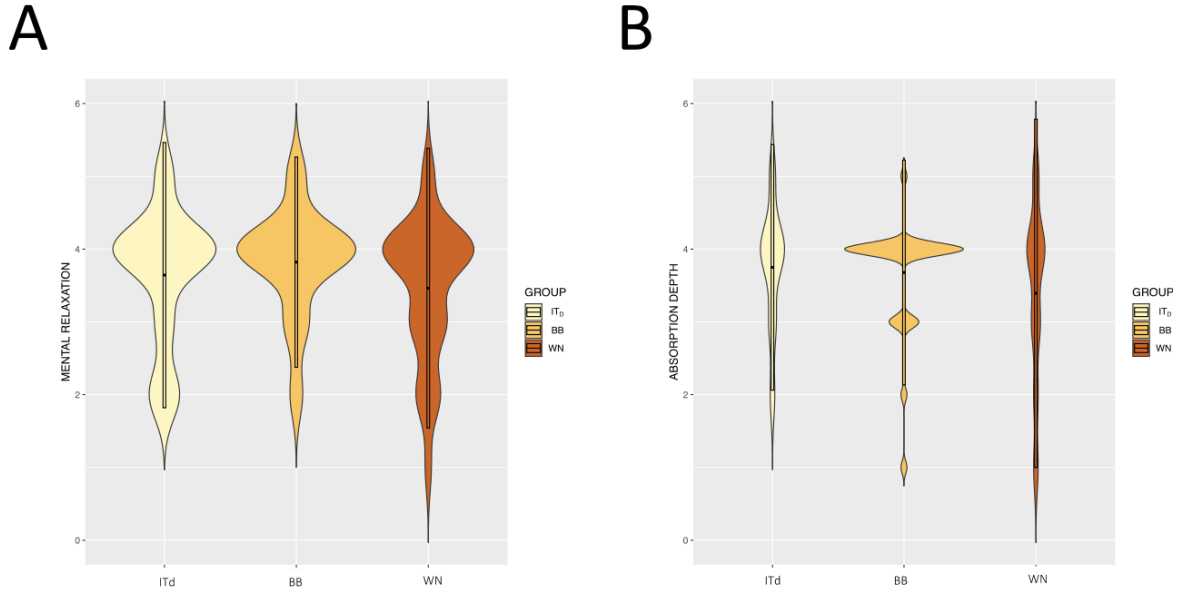 A
MENTAL RELAXATION
6
4
2
0
ITd
BB
WN
GROUP
ITD
BB
WN
B
ABSORPTION DEPTH
6
4
2
0
ITd
BB
WN
GROUP
ITD
BB
WN